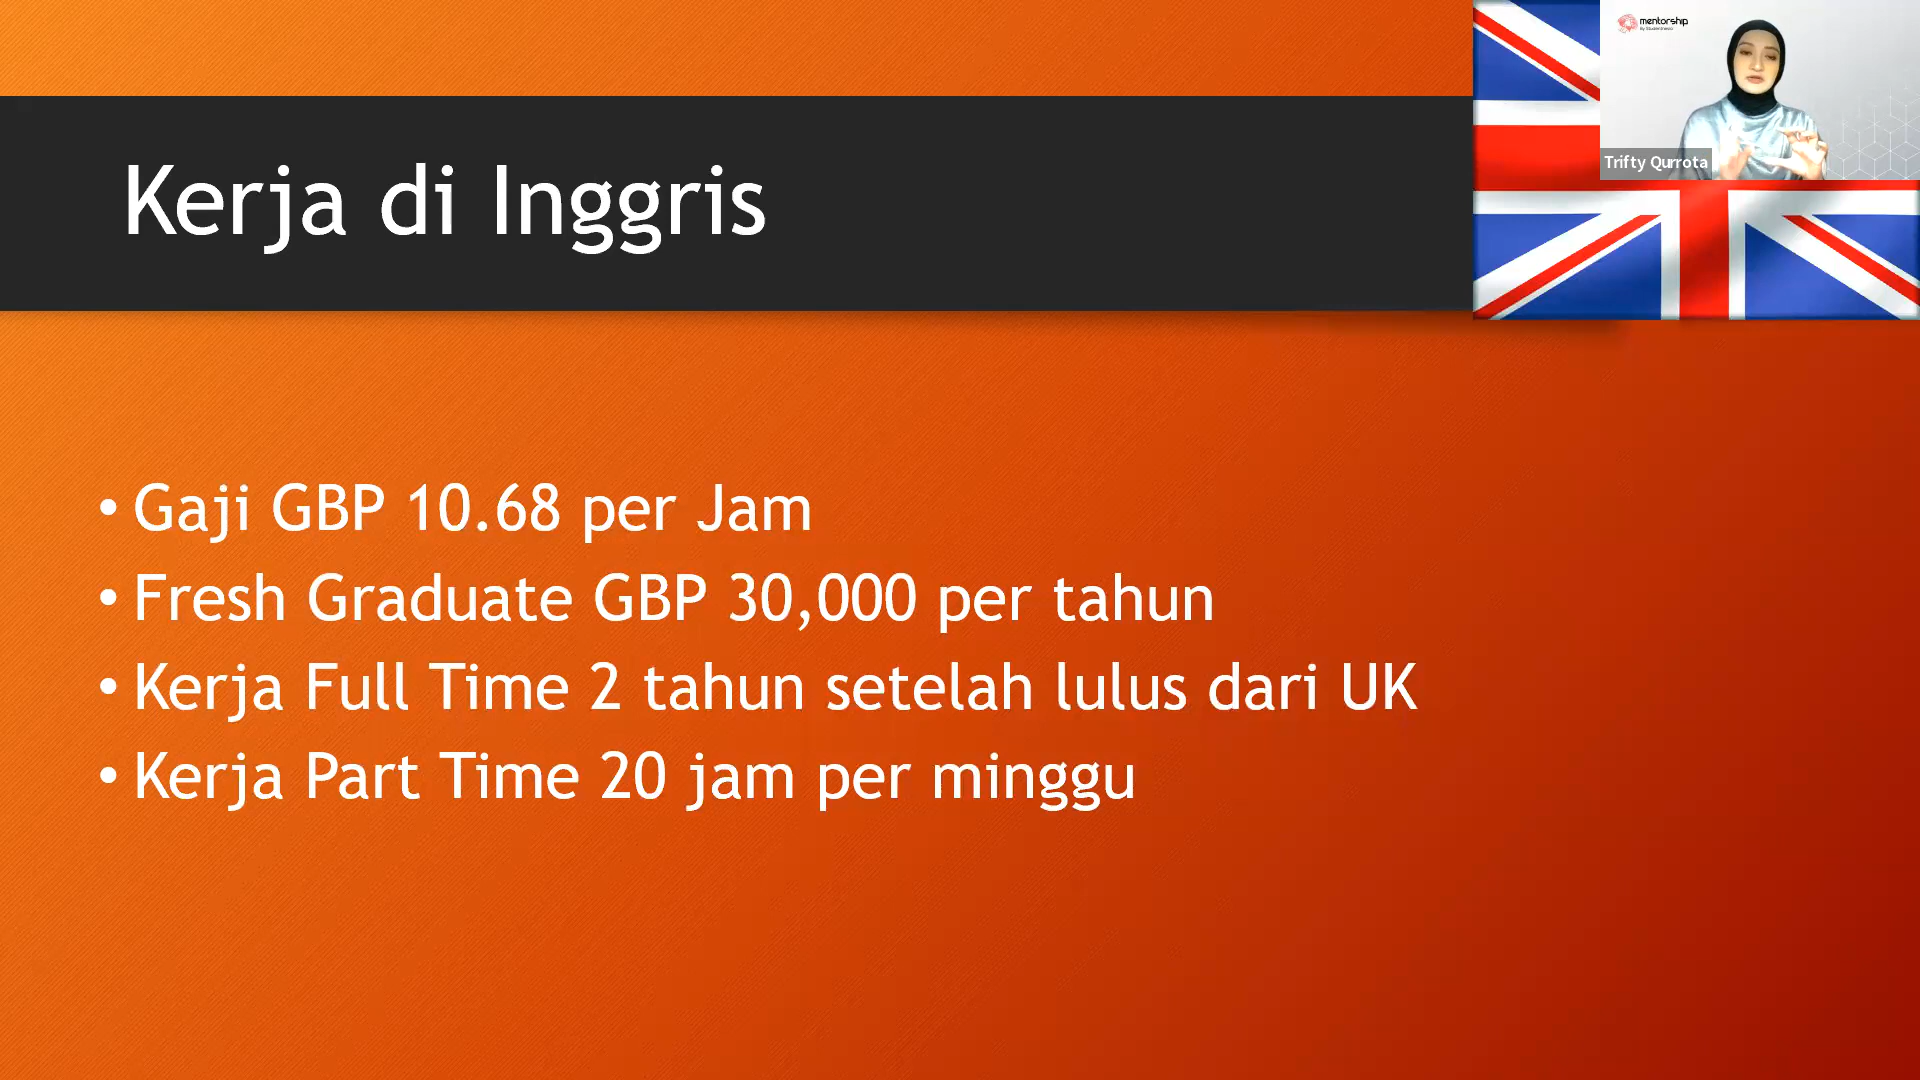 mentorship
Trifty Qurrota
Kerja di Inggris
• Gaji GBP 10.68 per Jam
• Fresh Graduate GBP 30,000 per tahun
• Kerja Full Time 2 tahun setelah lulus dari UK
• Kerja Part Time 20 jam per minggu